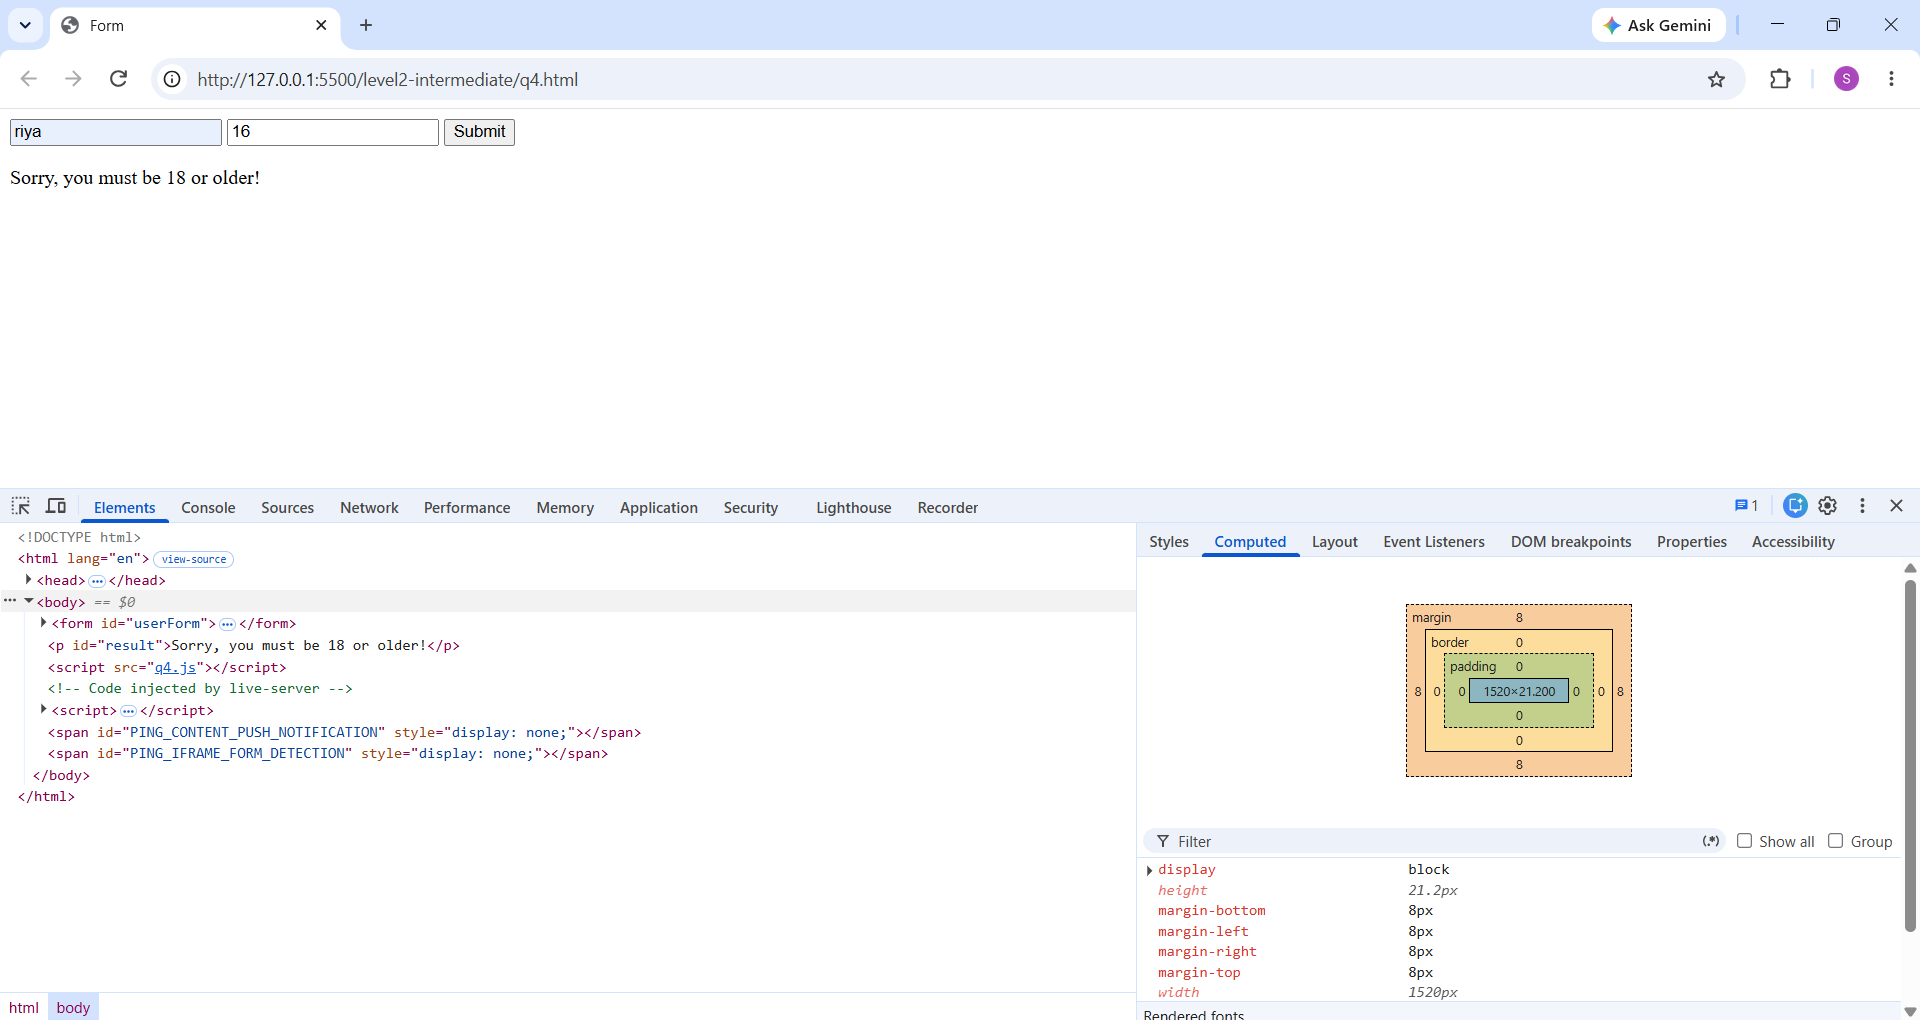 Form
Ask Gemini
http://127.0.0.1:5500/level2-intermediate/q4.html
S
riya 16 Submit
Sorry, you must be 18 or older!
Elements Console Sources Network Performance Memory Application Security Lighthouse Recorder 1
<!DOCTYPE html>
<html lang="en"> view-source
<head> ... </head>
... <body> == $0
<form id="userForm"> ... </form>
<p id="result">Sorry, you must be 18 or older!</p>
<script src="q4.js"></script>
<!-- Code injected by live-server -->
<script> ... </script>
<span id="PING_CONTENT_PUSH_NOTIFICATION" style="display: none;"></span>
<span id="PING_IFRAME_FORM_DETECTION" style="display: none;"></span>
</body>
</html>
html body
Styles Computed Layout Event Listeners DOM breakpoints Properties Accessibility
margin 8
border 0
padding 0
8 0 0 1520×21.200 0 0 8
0
0
8
Filter (.*) Show all Group
display block
height 21.2px
margin-bottom 8px
margin-left 8px
margin-right 8px
margin-top 8px
width 1520px
Rendered fonts